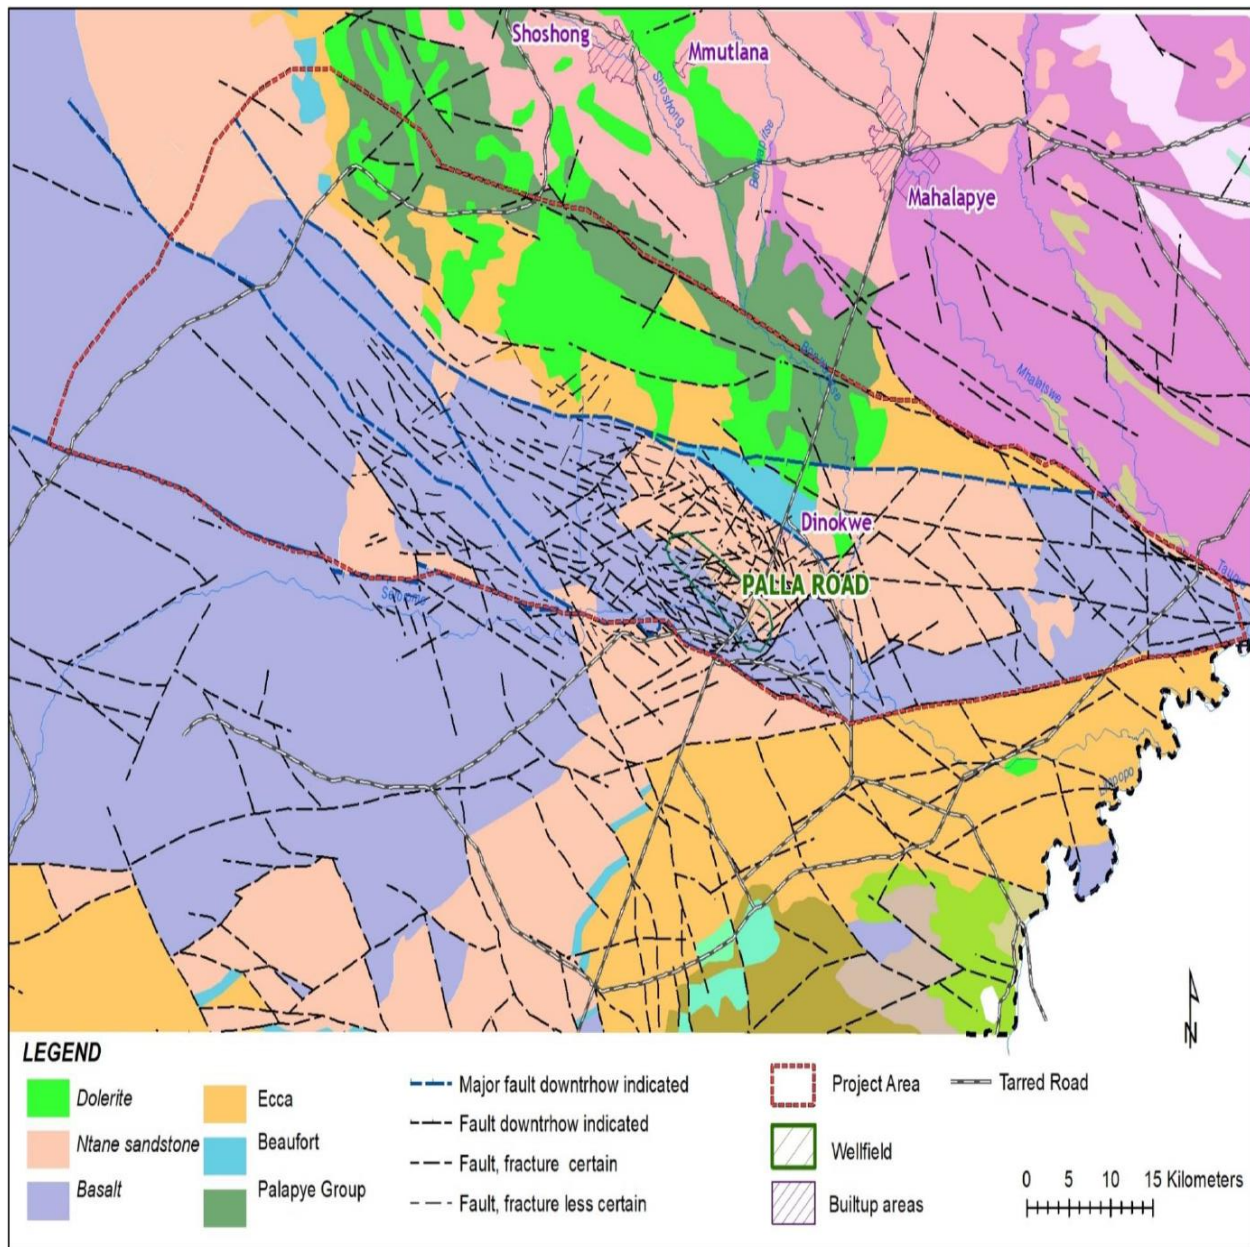 Shoshong
Mmutlana
Shoshong
Mahalapye
Mhalatswe
Dinokwe
PALLA ROAD
LEGEND
Dolerite
Ntane sandstone
Basalt
Ecca
Beaufort
Palapye Group
Major fault downtrhow indicated
Fault downtrhow indicated
Fault, fracture certain
Fault, fracture less certain
Project Area
Wellfield
Builtup areas
Tarred Road
N
0 5 10 15 Kilometers